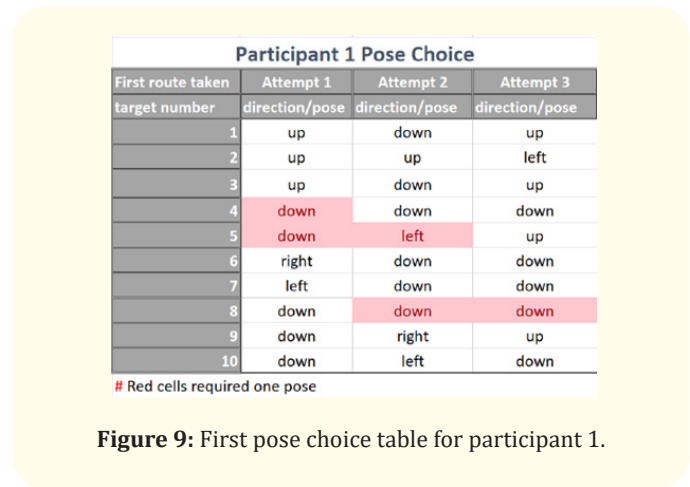 Participant 1 Pose Choice
First route taken Attempt 1 Attempt 2 Attempt 3
target number direction/pose direction/pose direction/pose
1 up down up
2 up up left
3 up down up
4 down down down
5 down left up
6 right down down
7 left down down
8 down down down
9 down right up
10 down left down
# Red cells required one pose
Figure 9: First pose choice table for participant 1.